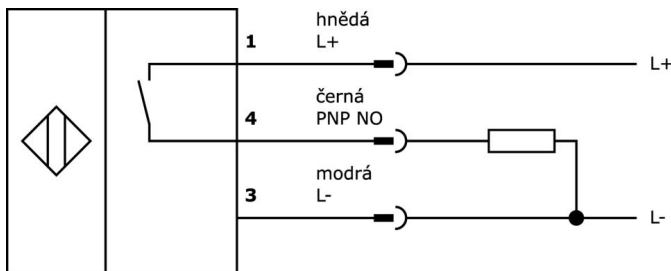 hnědá
1 L+ L+
černá
4 PNP NO
modrá
3 L- L-